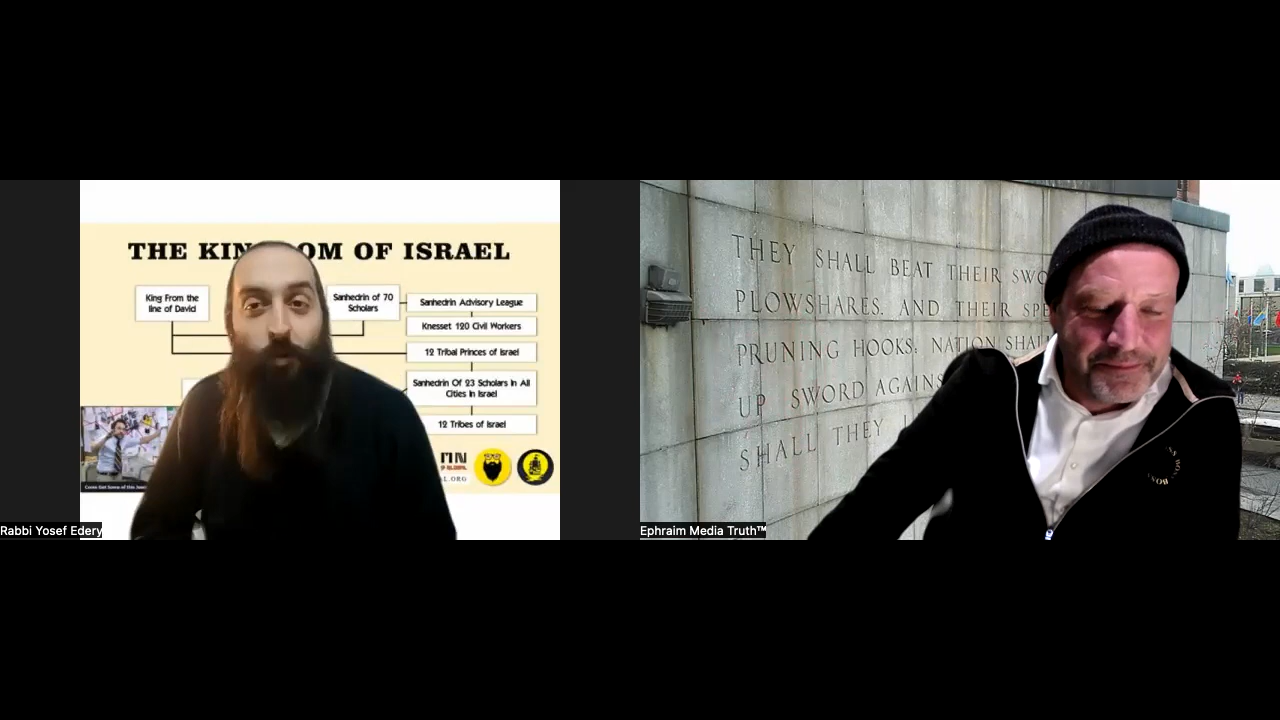 THE KIN DOM OF ISRAEL
King From the
line of David
Sanhedrin of 70
Scholars
Sanhedrin Advisory League
Knesset 120 Civil Workers
12 Tribal Princes of Israel
Sanhedrin Of 23 Scholars In All
Cities In Israel
12 Tribes of Israel
Rabbi Yosef Edery
THEY SHALL BEAT THEIR SWO
PLOWSHARES. AND THEIR SPE
PRUNING HOOKS. NATION SHAL
UP SWORD AGAINS
SHALL THEY L
Ephraim Media Truth™